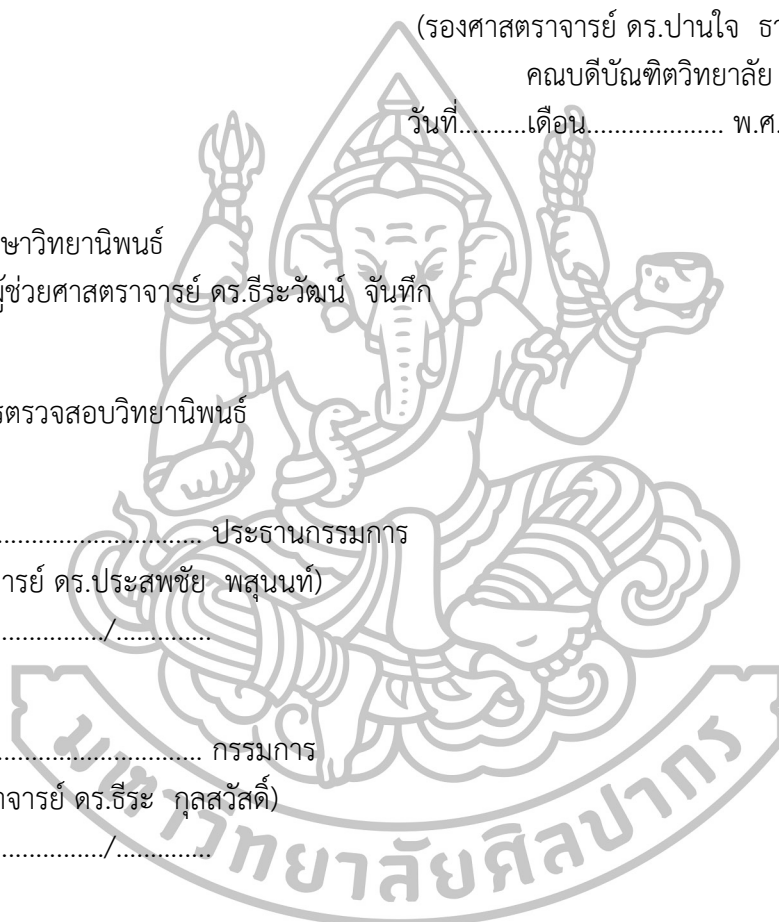 (รองศาสตราจารย์ ดร.ปานใจ ธา
คณบดีบัณฑิตวิทยาลัย
วันที่..........เดือน.................... พ.ศ.
ษาวิทยานิพนธ์
ผู้ช่วยศาสตราจารย์ ดร.ธีระวัฒน์ จันทึก
รตรวจสอบวิทยานิพนธ์
.............................. ประธานกรรมการ
ารย์ ดร.ประสพชัย พสุนนท์)
................/..............
.............................. กรรมการ
าจารย์ ดร.ธีระ กุลสวัสดิ์)
................/..............
มหาวิทยาลัยศิลปากร